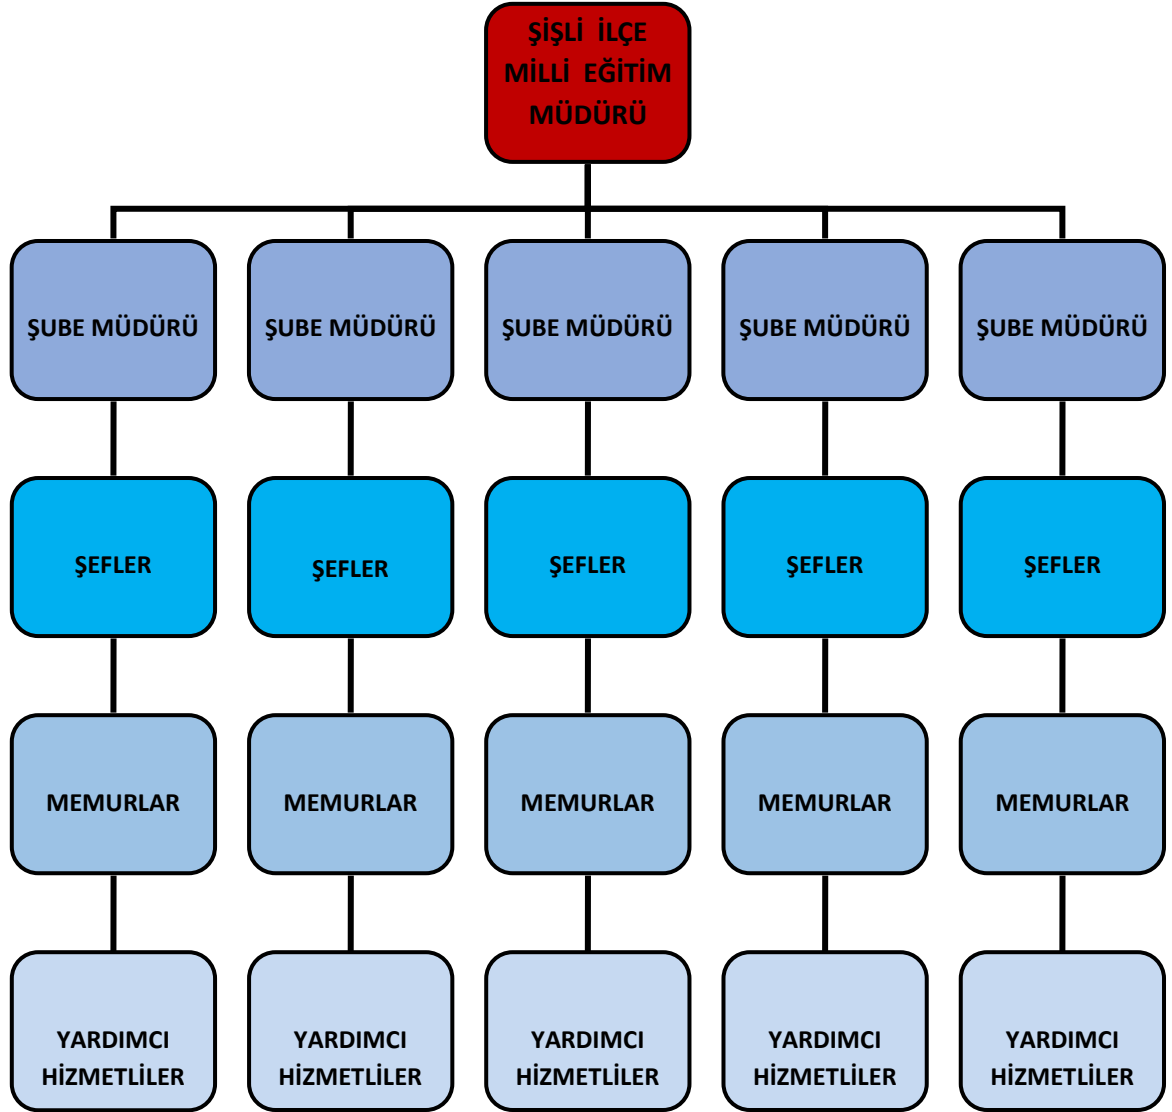 ŞİŞLİ İLÇE
MİLLİ EĞİTİM
MÜDÜRÜ
ŞUBE MÜDÜRÜ
ŞUBE MÜDÜRÜ
ŞUBE MÜDÜRÜ
ŞUBE MÜDÜRÜ
ŞUBE MÜDÜRÜ
ŞEFLER
ŞEFLER
ŞEFLER
ŞEFLER
ŞEFLER
MEMURLAR
MEMURLAR
MEMURLAR
MEMURLAR
MEMURLAR
YARDIMCI
HİZMETLİLER
YARDIMCI
HİZMETLİLER
YARDIMCI
HİZMETLİLER
YARDIMCI
HİZMETLİLER
YARDIMCI
HİZMETLİLER